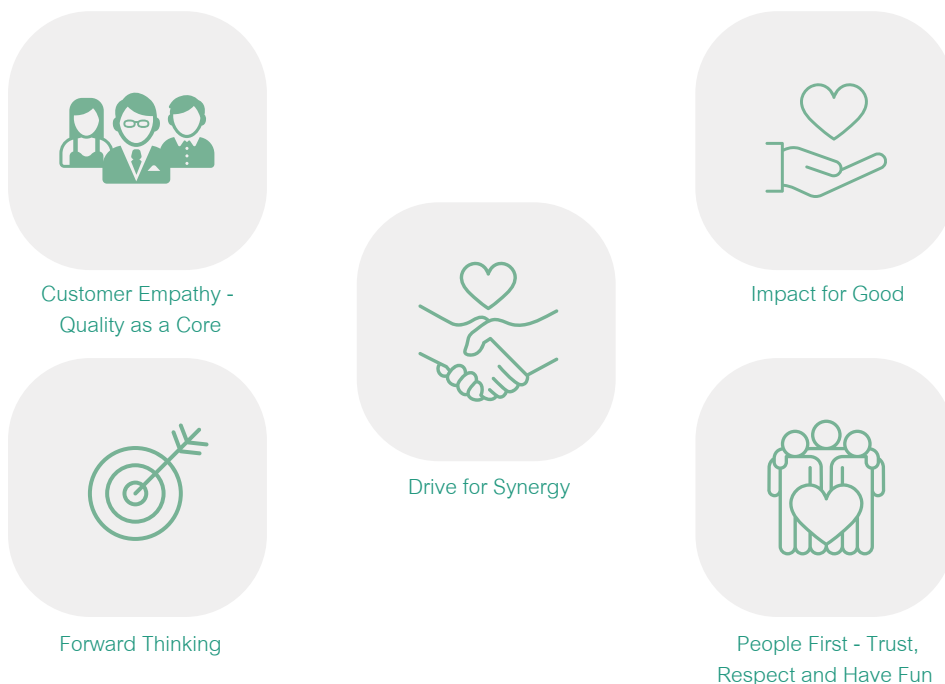 Customer Empathy -
Quality as a Core
Impact for Good
Drive for Synergy
Forward Thinking
People First - Trust,
Respect and Have Fun